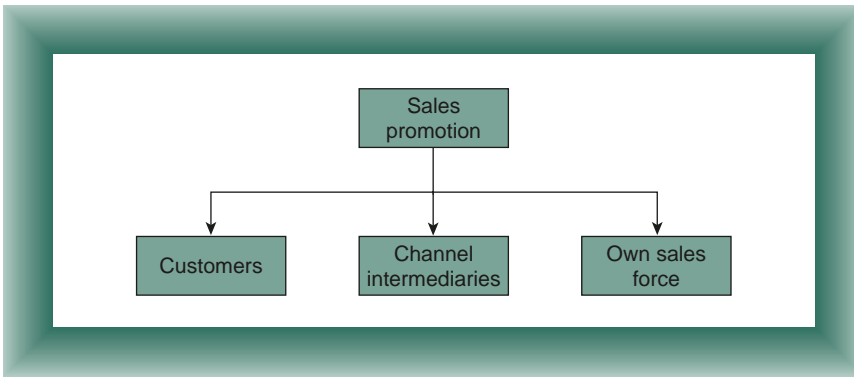 Sales
promotion
Customers
Channel
intermediaries
Own sales
force